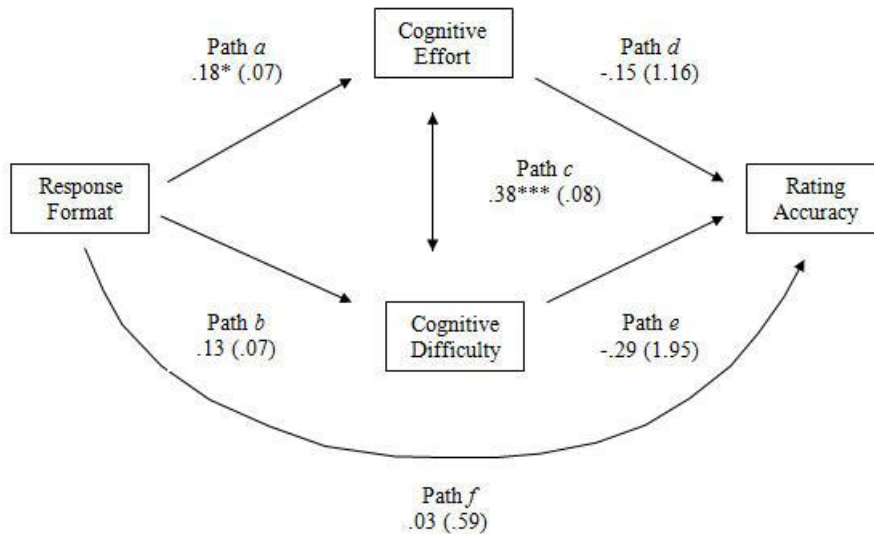 Path a
.18* (.07)
Cognitive
Effort
Path d
-.15 (1.16)
Response
Format
Path c
.38*** (.08)
Rating
Accuracy
Path b
.13 (.07)
Cognitive
Difficulty
Path e
-.29 (1.95)
Path f
.03 (.59)